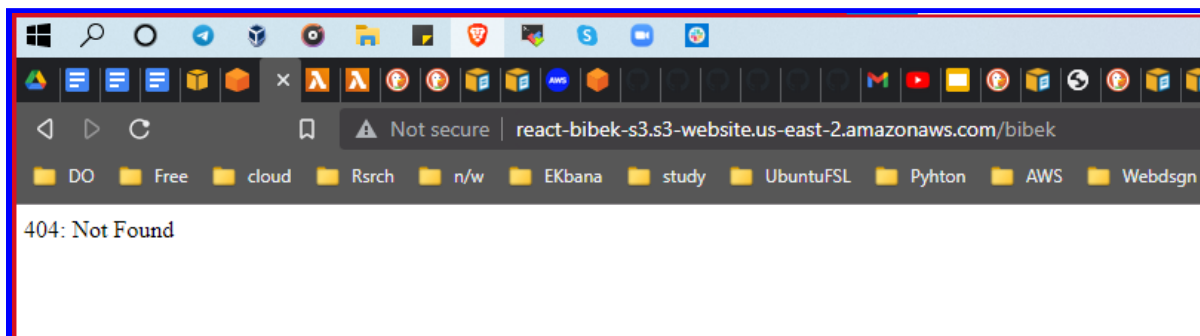 AWS
Not secure react-bibek-s3.s3-website.us-east-2.amazonaws.com/bibek
DO Free cloud Rsrch n/w EKbana study UbuntuFSL Pyhton AWS Webdsgn
404: Not Found